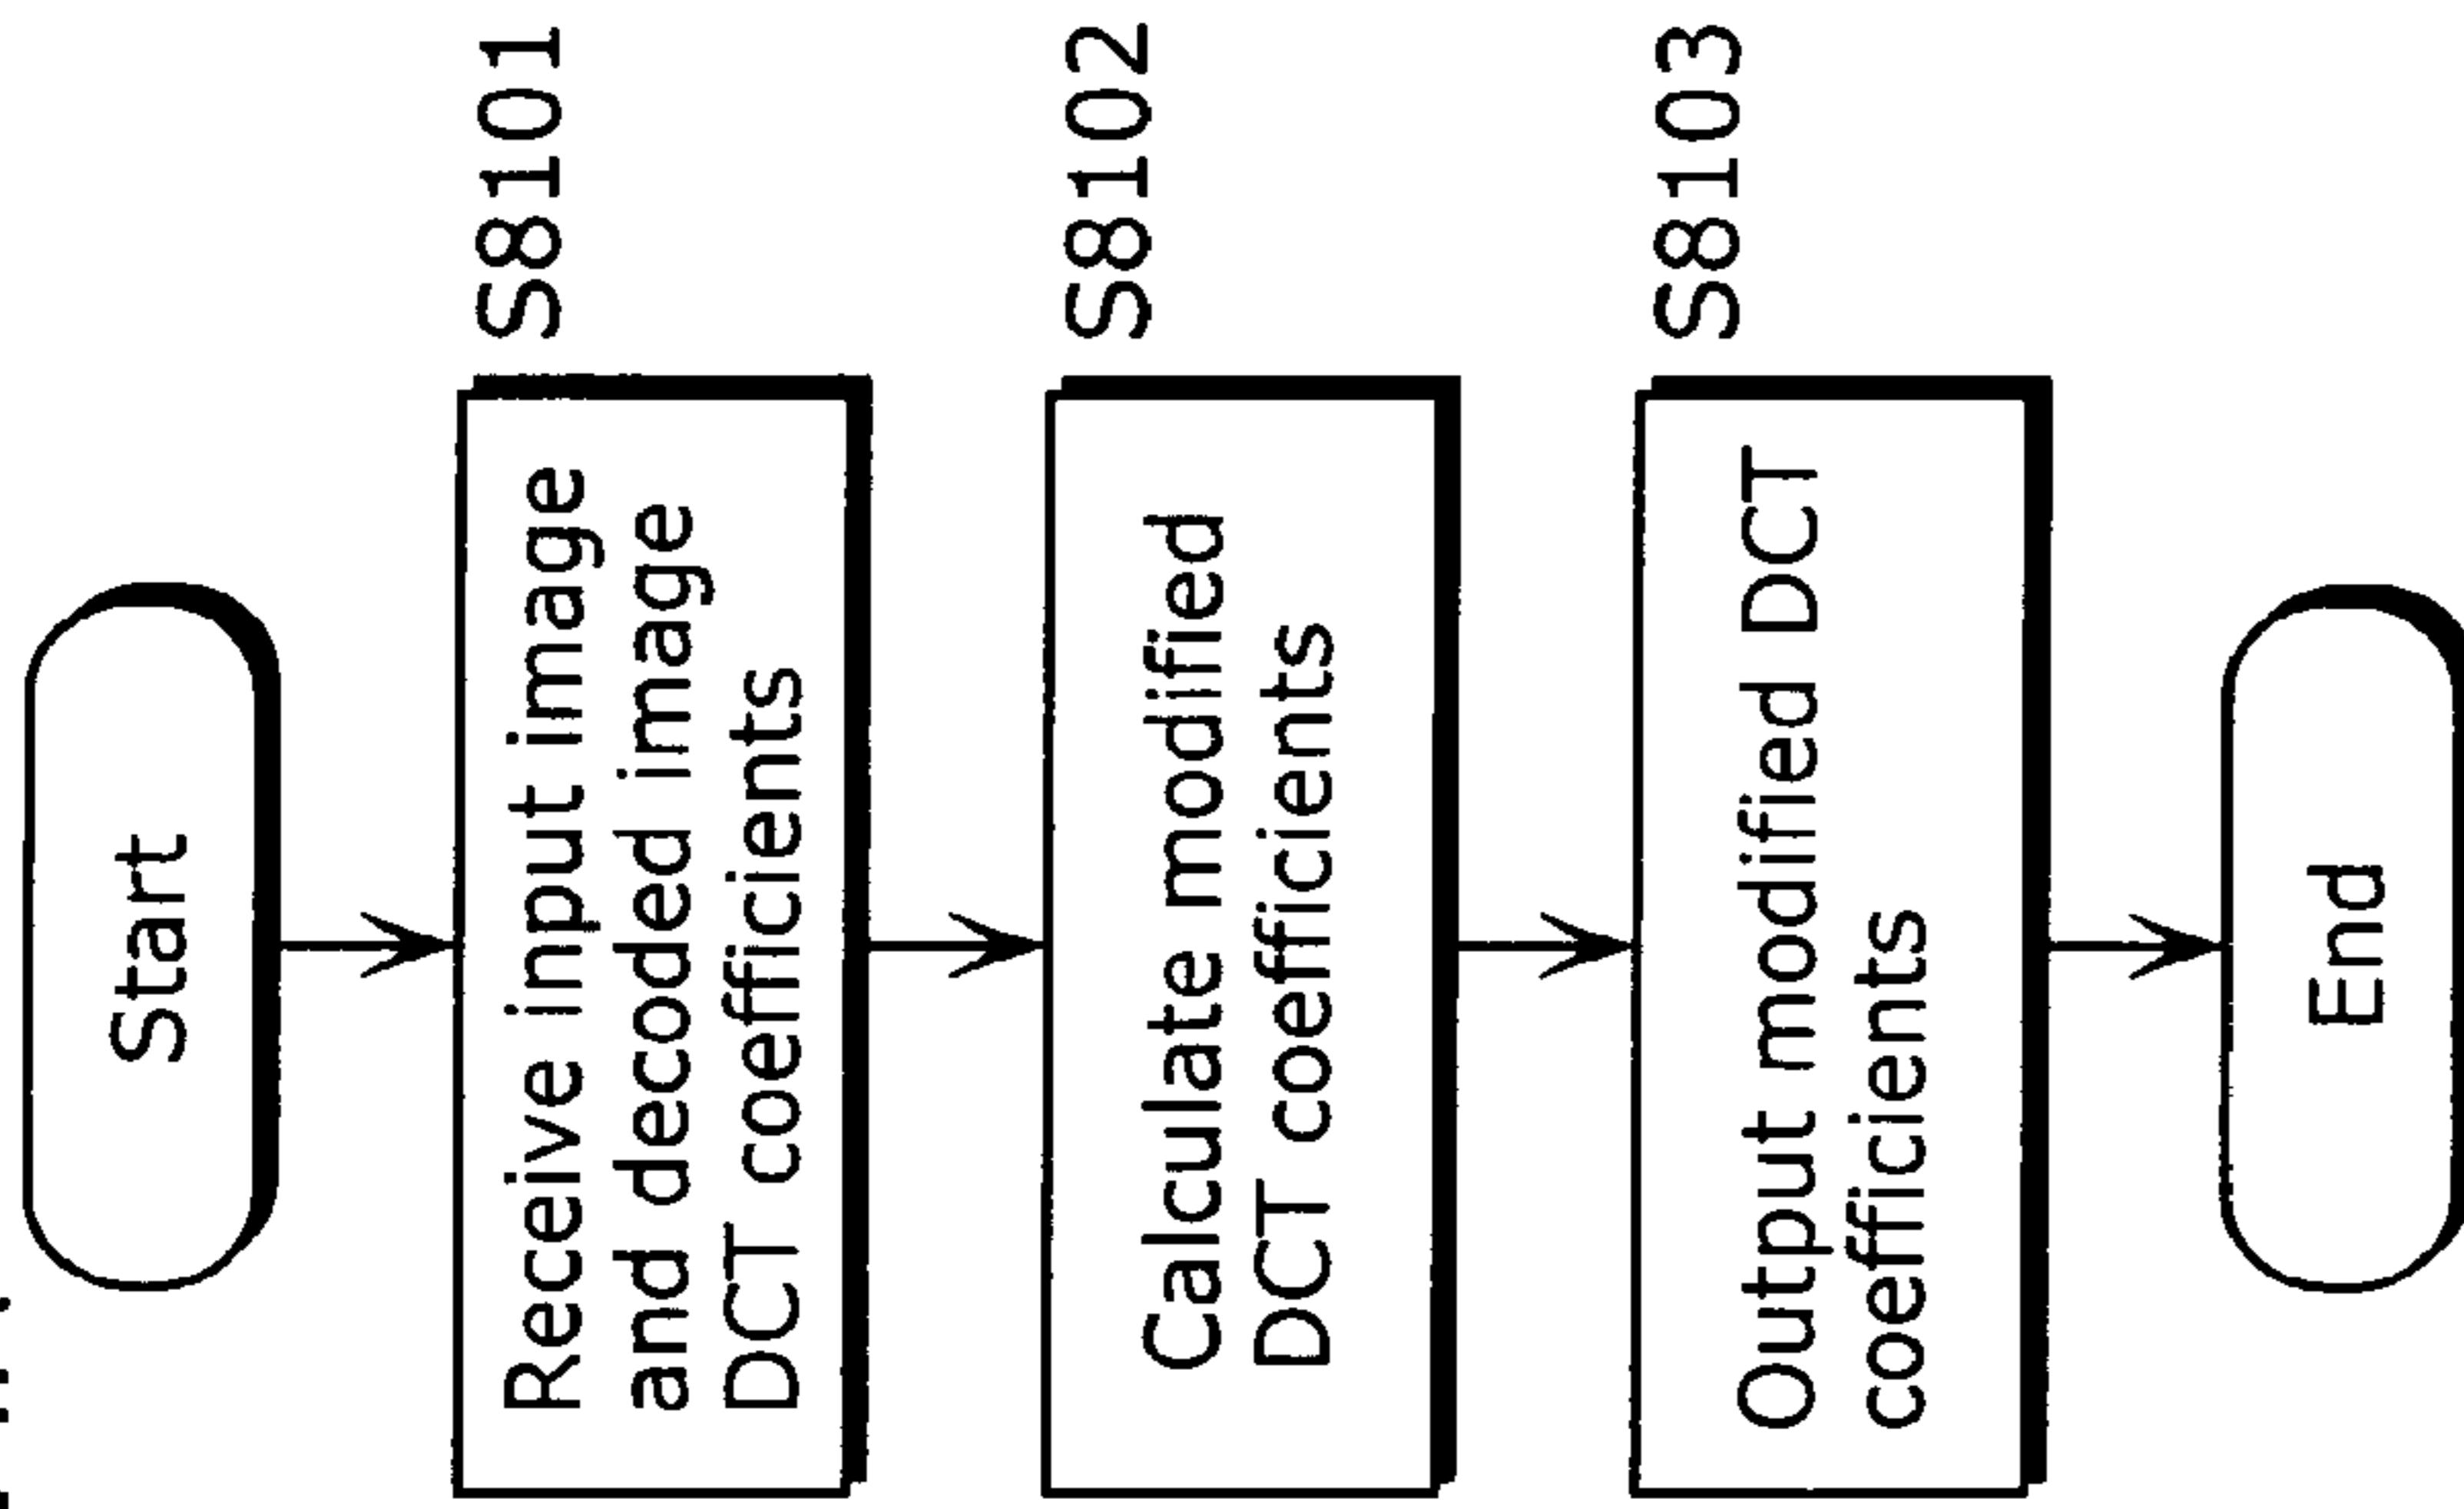 Start
S8101
Receive input image
and decoded image
DCT coefficients
S8102
Calculate modified
DCT coefficients
S8103
Output modified DCT
coefficients
End